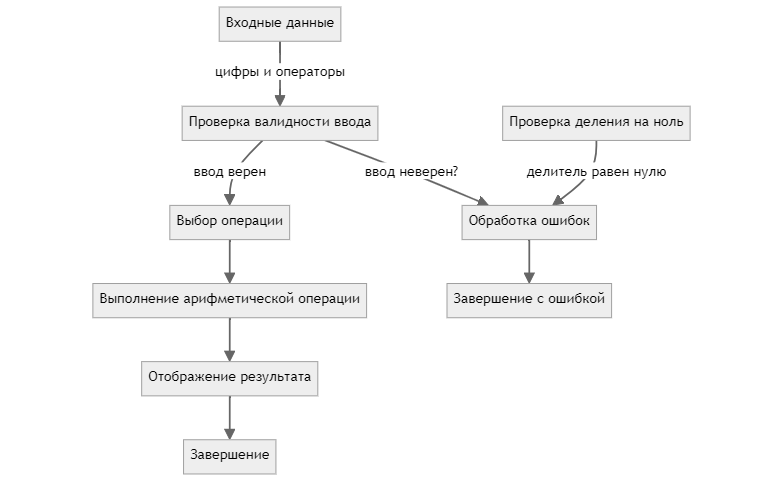 Входные данные
цифры и операторы
Проверка валидности ввода
Проверка деления на ноль
ввод верен
ввод неверен?
делитель равен нулю
Выбор операции
Обработка ошибок
Выполнение арифметической операции
Завершение с ошибкой
Отображение результата
Завершение